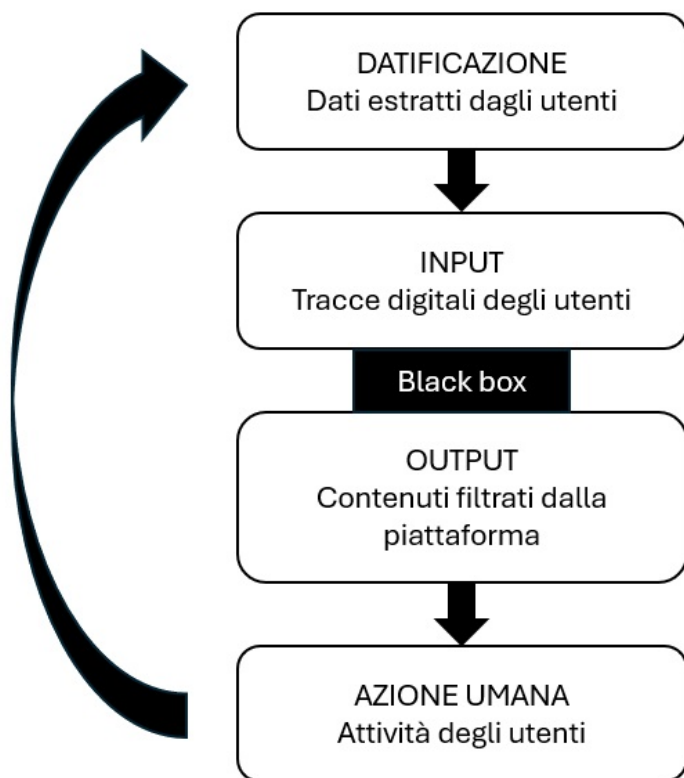 DATIFICAZIONE
Dati estratti dagli utenti
INPUT
Tracce digitali degli utenti
Black box
OUTPUT
Contenuti filtrati dalla
piattaforma
AZIONE UMANA
Attività degli utenti